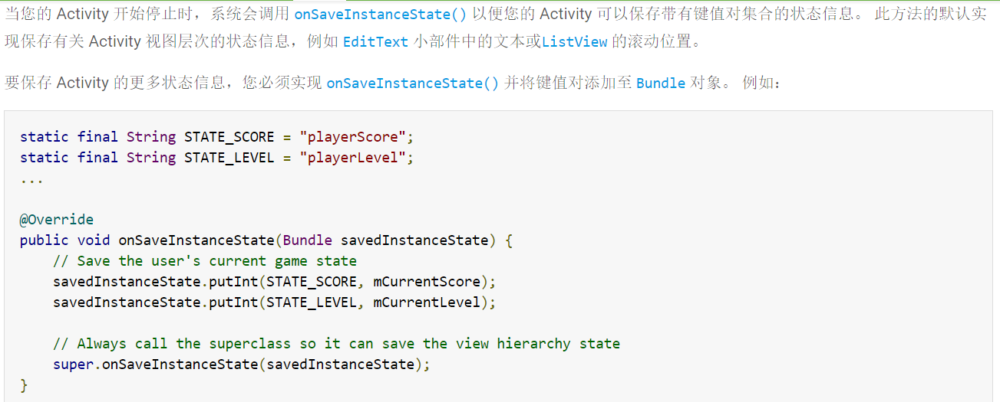 当您的 Activity 开始停止时，系统会调用 onSaveInstanceState() 以便您的 Activity 可以保存带有键值对集合的状态信息。 此方法的默认实
现保存有关 Activity 视图层次的状态信息，例如 EditText 小部件中的文本或ListView 的滚动位置。
要保存 Activity 的更多状态信息，您必须实现 onSaveInstanceState() 并将键值对添加至 Bundle 对象。 例如：
static final String STATE_SCORE = "playerScore";
static final String STATE_LEVEL = "playerLevel";
...
@Override
public void onSaveInstanceState(Bundle savedInstanceState) {
    // Save the user's current game state
    savedInstanceState.putInt(STATE_SCORE, mCurrentScore);
    savedInstanceState.putInt(STATE_LEVEL, mCurrentLevel);
    // Always call the superclass so it can save the view hierarchy state
    super.onSaveInstanceState(savedInstanceState);
}